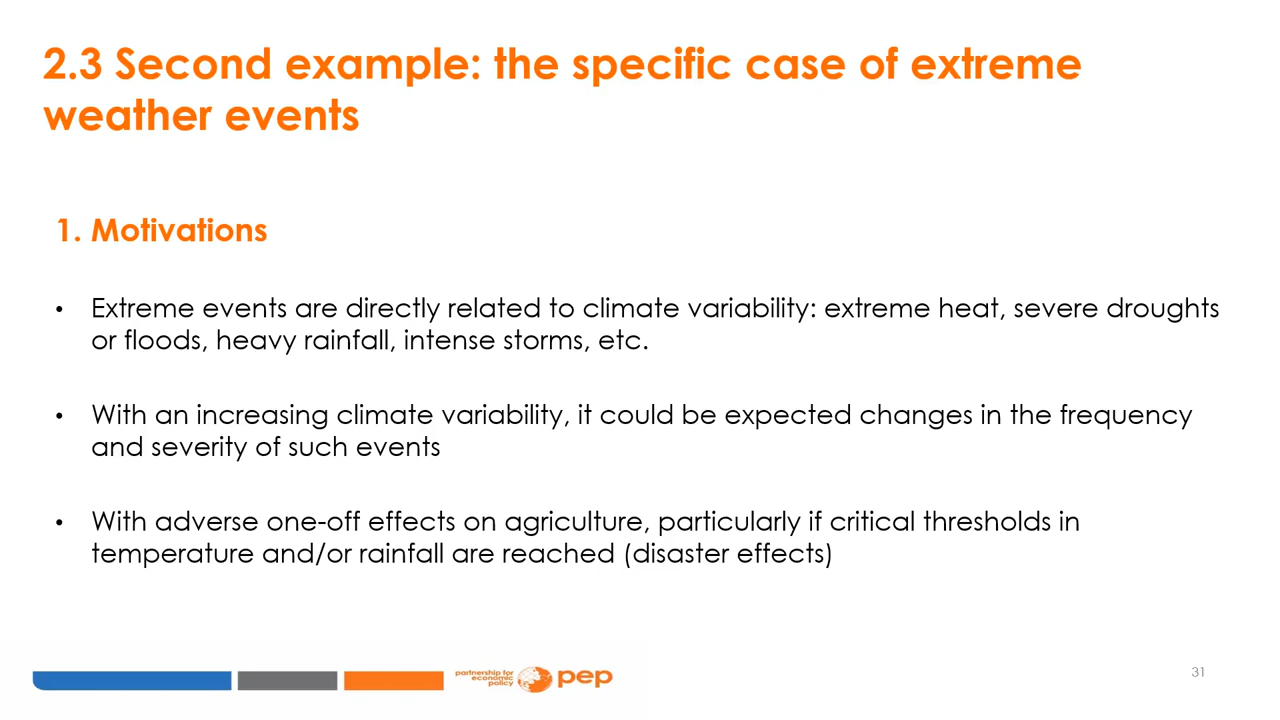 2.3 Second example: the specific case of extreme
weather events
1. Motivations
• Extreme events are directly related to climate variability: extreme heat, severe droughts
or floods, heavy rainfall, intense storms, etc.
• With an increasing climate variability, it could be expected changes in the frequency
and severity of such events
• With adverse one-off effects on agriculture, particularly if critical thresholds in
temperature and/or rainfall are reached (disaster effects)
partnership for
economic
policy
pep
31